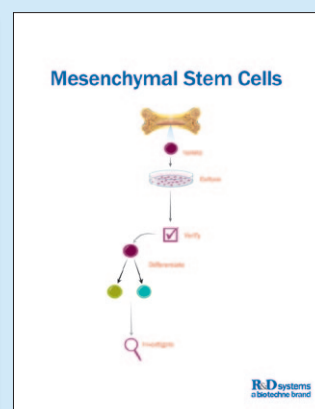 Mesenchymal Stem Cells
Isolate
Culture
Verify
Differentiate
Investigate
R&D systems
a biotechne brand